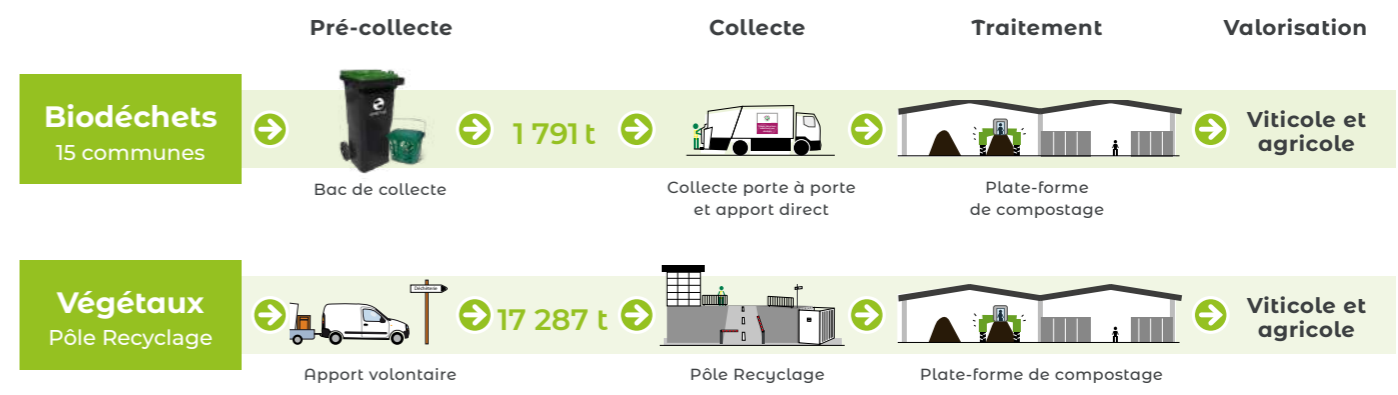 Pré-collecte
Collecte
Traitement
Valorisation
Biodéchets
15 communes
1 791 t
Viticole et
agricole
Bac de collecte
Collecte porte à porte
et apport direct
Plate-forme
de compostage
Végétaux
Pôle Recyclage
Déchetterie
17 287 t
Viticole et
agricole
Apport volontaire
Pôle Recyclage
Plate-forme de compostage